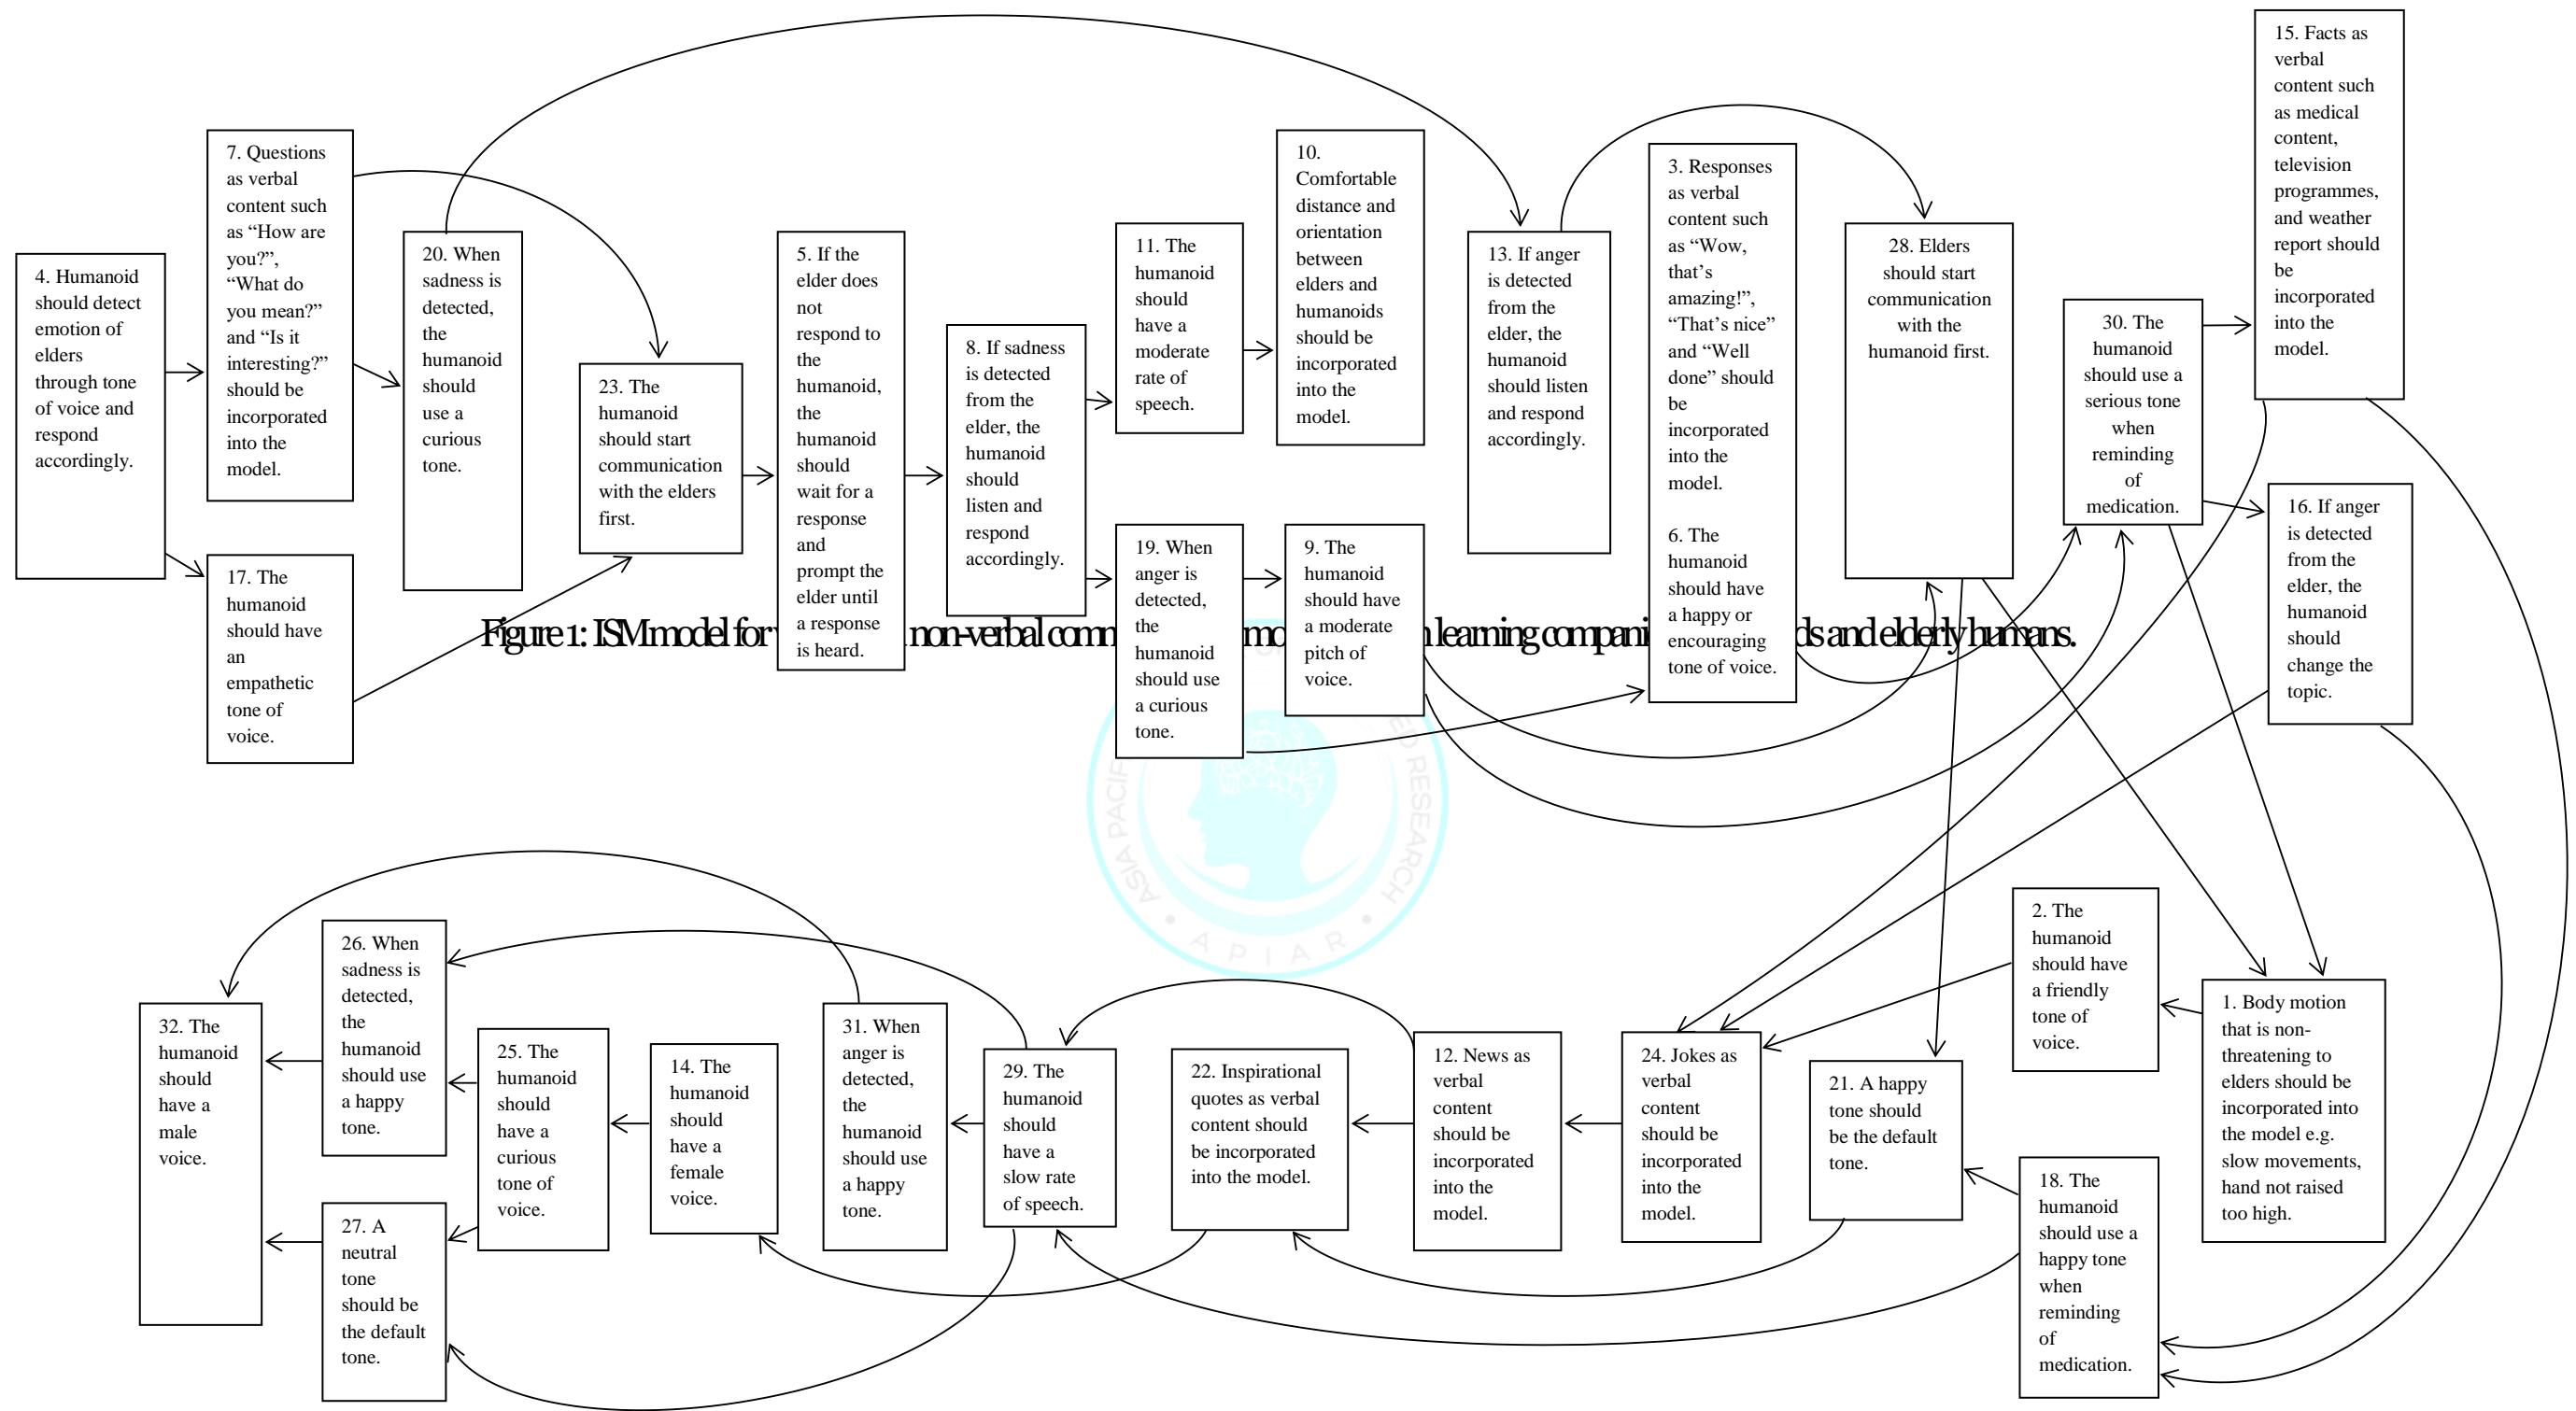 4. Humanoid
should detect
emotion of
elders
through tone
of voice and
respond
accordingly.
7. Questions
as verbal
content such
as “How are
you?”,
“What do
you mean?”
and “Is it
interesting?”
should be
incorporated
into the
model.
17. The
humanoid
should have
an
empathetic
tone of
voice.
20. When
sadness is
detected,
the
humanoid
should
use a
curious
tone.
23. The
humanoid
should start
communication
with the elders
first.
5. If the
elder does
not
respond to
the
humanoid,
the
humanoid
should
wait for a
response
and
prompt the
elder until
a response
is heard.
8. If sadness
is detected
from the
elder, the
humanoid
should
listen and
respond
accordingly.
11. The
humanoid
should
have a
moderate
rate of
speech.
19. When
anger is
detected,
the
humanoid
should use
a curious
tone.
10.
Comfortable
distance and
orientation
between
elders and
humanoids
should be
incorporated
into the
model.
9. The
humanoid
should have
a moderate
pitch of
voice.
13. If anger
is detected
from the
elder, the
humanoid
should listen
and respond
accordingly.
3. Responses
as verbal
content such
as “Wow,
that’s
amazing!”,
“That’s nice”
and “Well
done” should
be
incorporated
into the
model.
6. The
humanoid
should have
a happy or
encouraging
tone of voice.
28. Elders
should start
communication
with the
humanoid first.
30. The
humanoid
should use a
serious tone
when
reminding
of
medication.
15. Facts as
verbal
content such
as medical
content,
television
programmes,
and weather
report should
be
incorporated
into the
model.
16. If anger
is detected
from the
elder, the
humanoid
should
change the
topic.
Figure 1: ISM model for non-verbal learning and elderly humans.
ASIA PACIF ED RESEARCH
• APIAR •
32. The
humanoid
should
have a
male
voice.
26. When
sadness is
detected,
the
humanoid
should use
a happy
tone.
27. A
neutral
tone
should be
the default
tone.
25. The
humanoid
should
have a
curious
tone of
voice.
14. The
humanoid
should
have a
female
voice.
31. When
anger is
detected,
the
humanoid
should use
a happy
tone.
29. The
humanoid
should
have a
slow rate
of speech.
22. Inspirational
quotes as verbal
content should
be incorporated
into the model.
12. News as
verbal
content
should be
incorporated
into the
model.
24. Jokes as
verbal
content
should be
incorporated
into the
model.
21. A happy
tone should
be the default
tone.
2. The
humanoid
should have
a friendly
tone of
voice.
18. The
humanoid
should use a
happy tone
when
reminding
of
medication.
1. Body motion
that is non-
threatening to
elders should be
incorporated into
the model e.g.
slow movements,
hand not raised
too high.